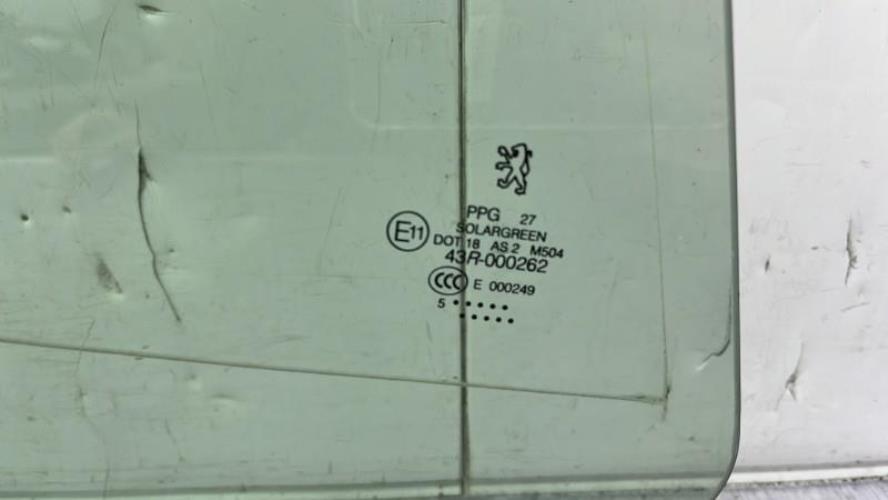 PPG 27
SOLARGREEN
E11 DOT 18 AS 2 M504
43R-000262
CCC E 000249
5 •••••
•••••